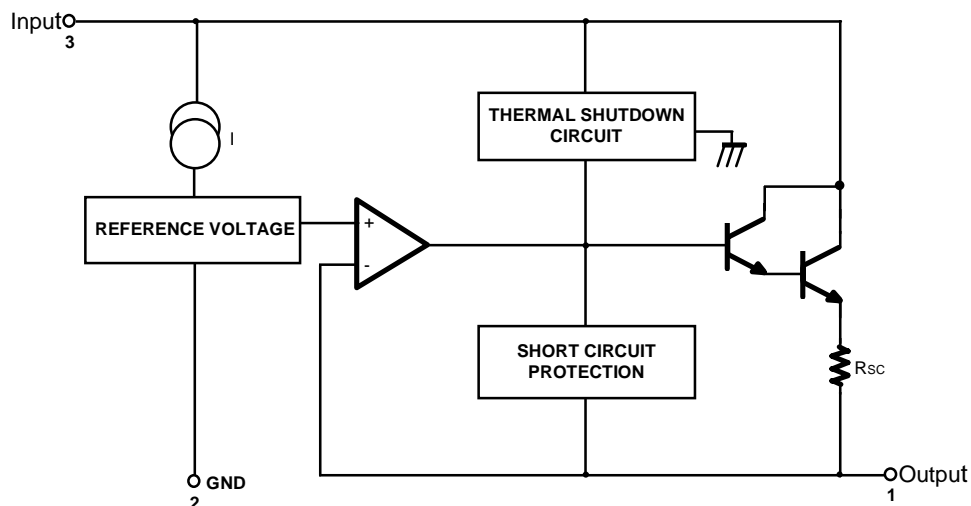 Input
3
THERMAL SHUTDOWN
CIRCUIT
I
REFERENCE VOLTAGE
+
-
SHORT CIRCUIT
PROTECTION
RSC
GND
2
Output
1